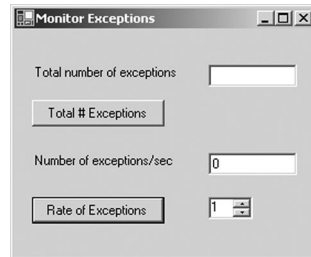 Monitor Exceptions
Total number of exceptions
Total # Exceptions
Number of exceptions/sec
0
Rate of Exceptions
1